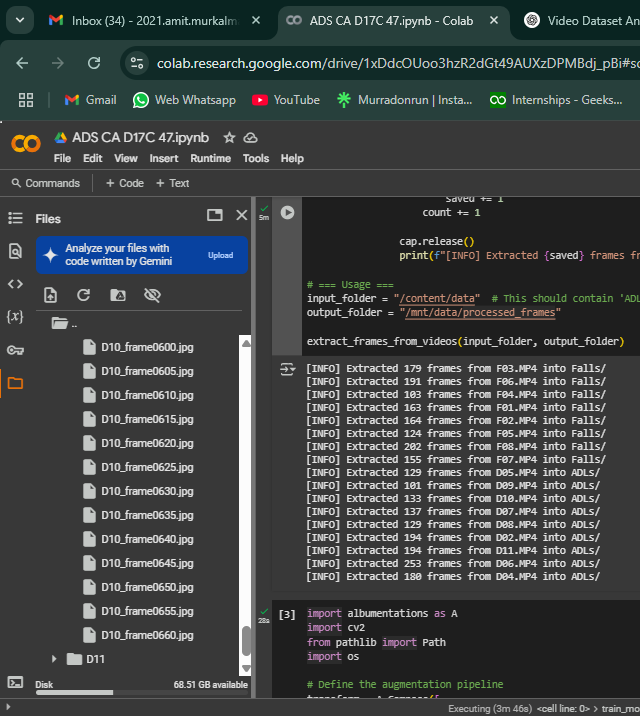 Inbox (34) - 2021.amit.murkalm
ADS CA D17C 47.ipynb - Colab
Video Dataset An
colab.research.google.com/drive/1xDdcOUoo3hzR2dGt49AUXzDPMBdj_pBi#sc
Gmail
Web Whatsapp
YouTube
Murradonrun | Insta...
Internships - Geeks...
ADS CA D17C 47.ipynb
File Edit View Insert Runtime Tools Help
Commands + Code + Text
Files
Analyze your files with
code written by Gemini
Upload
..
D10_frame0600.jpg
D10_frame0605.jpg
D10_frame0610.jpg
D10_frame0615.jpg
D10_frame0620.jpg
D10_frame0625.jpg
D10_frame0630.jpg
D10_frame0635.jpg
D10_frame0640.jpg
D10_frame0645.jpg
D10_frame0650.jpg
D10_frame0655.jpg
D10_frame0660.jpg
D11
Disk 68.51 GB available
5m
saved += 1
count += 1
cap.release()
print(f"[INFO] Extracted {saved} frames fr
# === Usage ===
input_folder = "/content/data" # This should contain 'ADL
output_folder = "/mnt/data/processed_frames"
extract_frames_from_videos(input_folder, output_folder)
[INFO] Extracted 179 frames from F03.MP4 into Falls/
[INFO] Extracted 191 frames from F06.MP4 into Falls/
[INFO] Extracted 103 frames from F04.MP4 into Falls/
[INFO] Extracted 163 frames from F01.MP4 into Falls/
[INFO] Extracted 164 frames from F02.MP4 into Falls/
[INFO] Extracted 124 frames from F05.MP4 into Falls/
[INFO] Extracted 202 frames from F08.MP4 into Falls/
[INFO] Extracted 155 frames from F07.MP4 into Falls/
[INFO] Extracted 129 frames from D05.MP4 into ADLs/
[INFO] Extracted 101 frames from D09.MP4 into ADLs/
[INFO] Extracted 133 frames from D10.MP4 into ADLs/
[INFO] Extracted 137 frames from D07.MP4 into ADLs/
[INFO] Extracted 129 frames from D08.MP4 into ADLs/
[INFO] Extracted 194 frames from D02.MP4 into ADLs/
[INFO] Extracted 194 frames from D11.MP4 into ADLs/
[INFO] Extracted 253 frames from D06.MP4 into ADLs/
[INFO] Extracted 180 frames from D04.MP4 into ADLs/
28s
[3] import albumentations as A
import cv2
from pathlib import Path
import os
# Define the augmentation pipeline
transform = A.Compose([
Executing (3m 46s) <cell line: 0> > train_mo